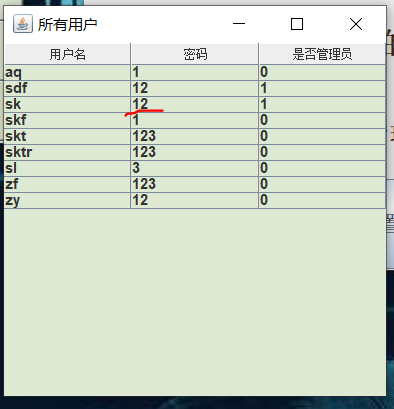 所有用户
用户名 密码 是否管理员
aq 1 0
sdf 12 1
sk 12 1
skf 1 0
skt 123 0
sktr 123 0
sl 3 0
zf 123 0
zy 12 0